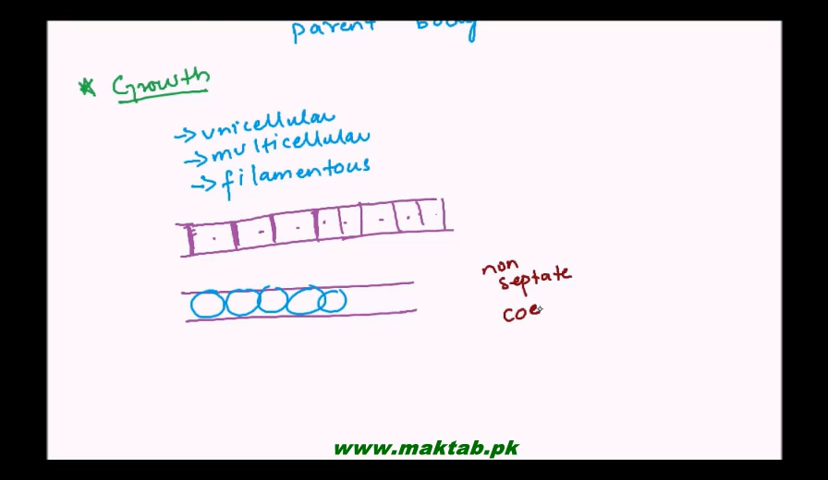 parent body
* Growth
→ unicellular
→ multicellular
→ filamentous
non
septate
coe
www.maktab.pk